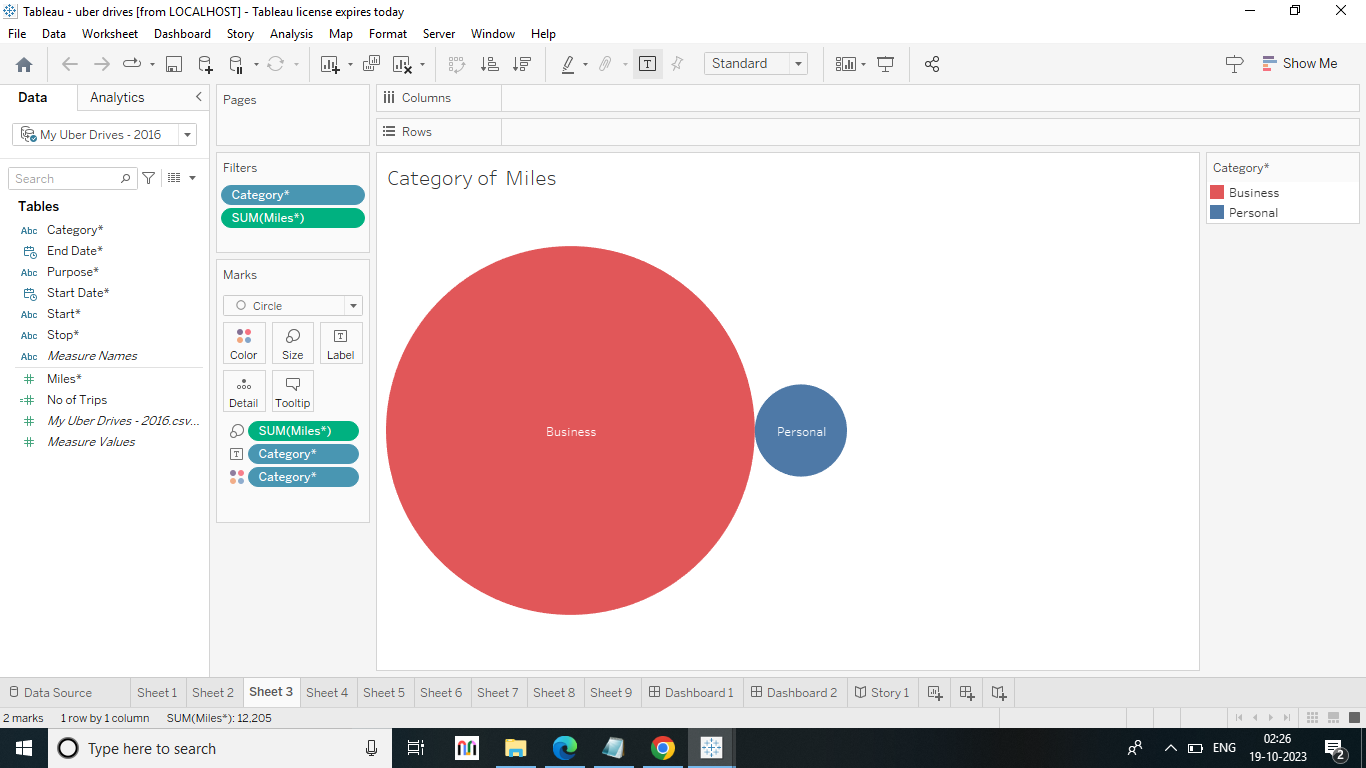 Tableau - uber drives [from LOCALHOST] - Tableau license expires today
File Data Worksheet Dashboard Story Analysis Map Format Server Window Help
Standard
Show Me
Data Analytics
My Uber Drives - 2016
Search
Tables
Abc Category*
End Date*
Abc Purpose*
Start Date*
Abc Start*
Abc Stop*
Abc Measure Names
# Miles*
=# No of Trips
# My Uber Drives - 2016.csv...
# Measure Values
Pages
Filters
Category*
SUM(Miles*)
Marks
Circle
Color Size Label
Detail Tooltip
SUM(Miles*)
Category*
Category*
Columns
Rows
Category of Miles
Business
Personal
Category*
Business
Personal
Data Source Sheet 1 Sheet 2 Sheet 3 Sheet 4 Sheet 5 Sheet 6 Sheet 7 Sheet 8 Sheet 9 Dashboard 1 Dashboard 2 Story 1
2 marks 1 row by 1 column SUM(Miles*): 12,205
Type here to search
ENG
02:26
19-10-2023
2